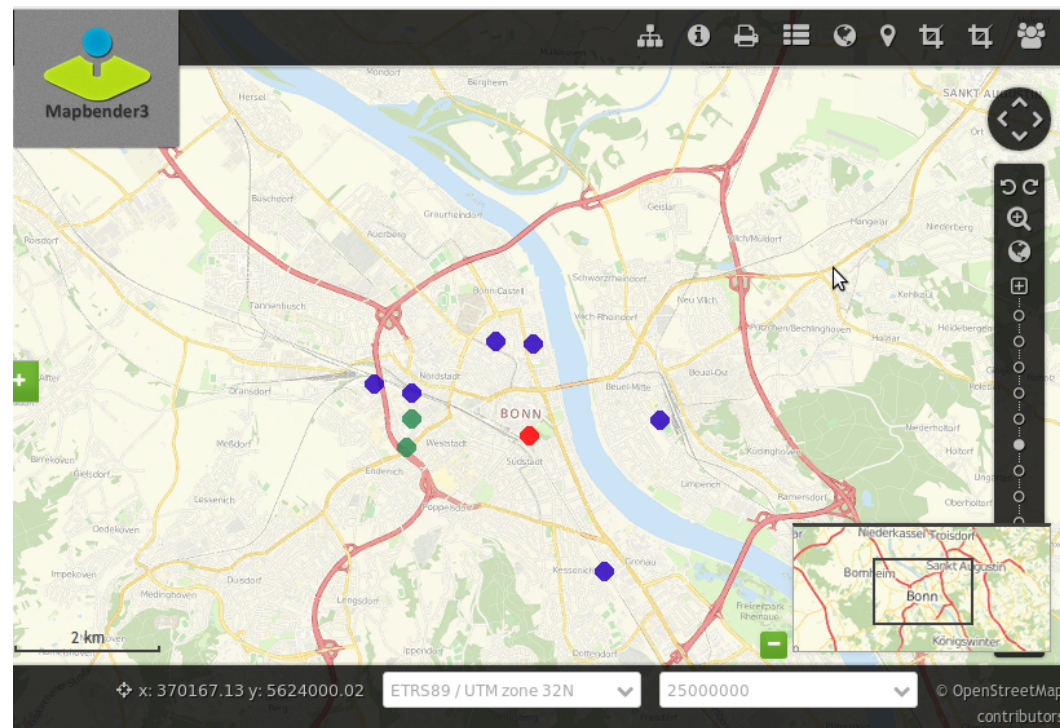 Mapbender3
Mondorf
Bergheim
Hersel
SANKT AUGUSTIN
Ort
Buschdorf
Geislar
Graurheindorf
Hangelar
Niederberg
Auerberg
Vilich/Müldorf
Roisdorf
Schwarzrheindorf
Bonn-Castell
Kohlkaul
Tannenbusch
Neu Vilich
Vilich-Rheindorf
Pützchen/Bechlinghoven
Heidebergen
Holzlar
Alfter
Nordstadt
Beuel-Ost
Beuel-Mitte
Dransdorf
BONN
Niederholtorf
Meßdorf
Weststadt
Küdinghoven
Holtorf
Birrekoven
Südstadt
Endenich
Gielsdorf
Limperich
Ramersdorf
Oberholtorf
Lessenich
Poppelsdorf
Oedekoven
Impekoven
Duisdorf
Kessenich
Gronau
Medinghoven
Lengsdorf
Freizeitpark
Rheinaue
Dottendorf
2 km
Niederkassel Troisdorf
Bornheim
Sankt Augustin
Bonn
Königswinter
x: 370167.13 y: 5624000.02
ETRS89 / UTM zone 32N
25000000
© OpenStreetMap
contributors